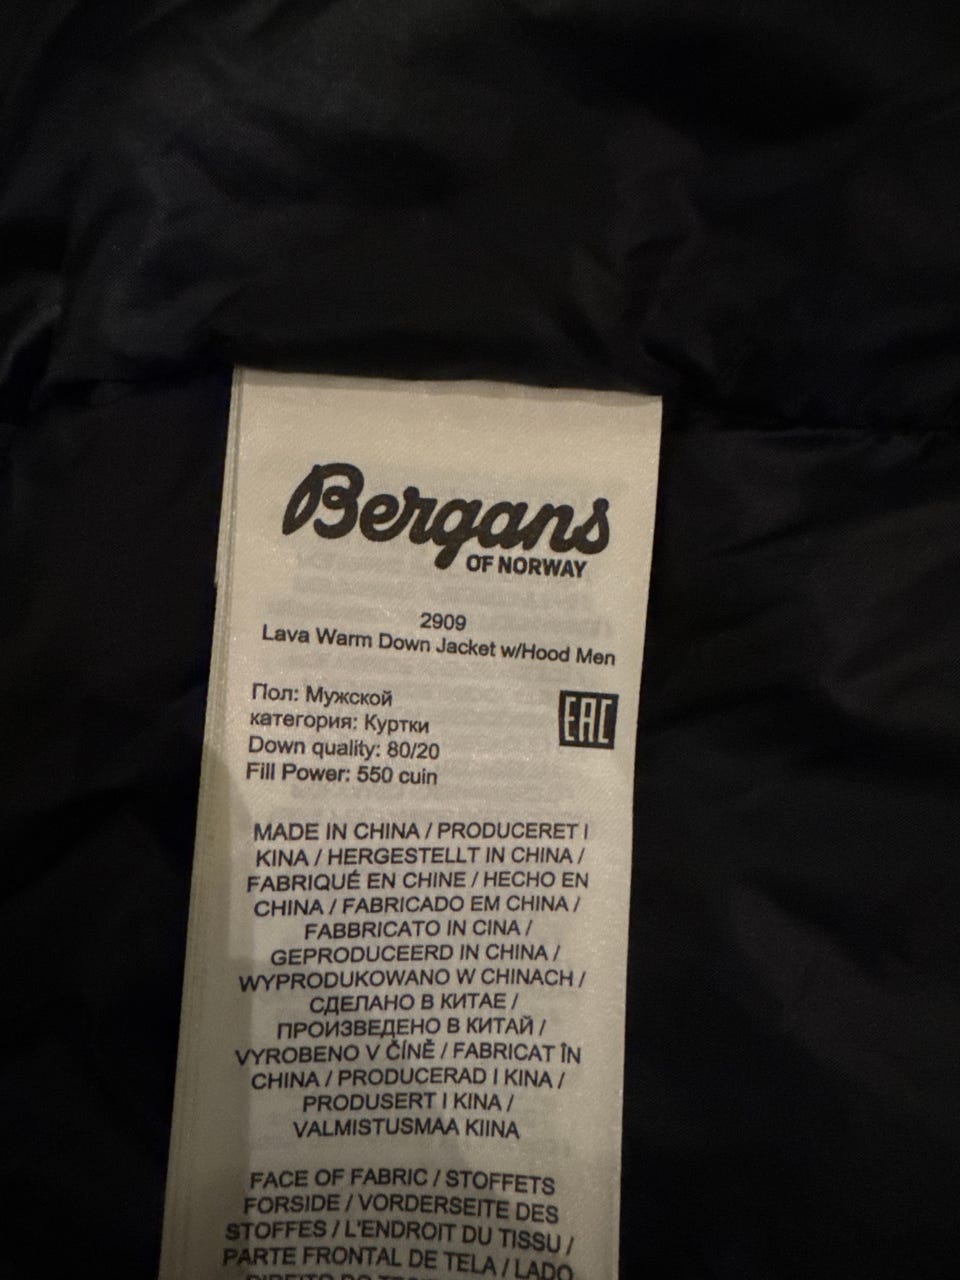 Bergans
OF NORWAY
2909
Lava Warm Down Jacket w/Hood Men
Пол: Мужской
категория: Куртки
Down quality: 80/20
Fill Power: 550 cuin
EAC
MADE IN CHINA / PRODUCERET I
KINA / HERGESTELLT IN CHINA /
FABRIQUÉ EN CHINE / HECHO EN
CHINA / FABRICADO EM CHINA /
FABBRICATO IN CINA /
GEPRODUCEERD IN CHINA /
WYPRODUKOWANO W CHINACH /
СДЕЛАНО В КИТАЕ /
ПРОИЗВЕДЕНО В КИТАЙ /
VYROBENO V ČÍNĚ / FABRICAT ÎN
CHINA / PRODUCERAD I KINA /
PRODUSERT I KINA /
VALMISTUSMAA KIINA
FACE OF FABRIC / STOFFETS
FORSIDE / VORDERSEITE DES
STOFFES / L'ENDROIT DU TISSU /
PARTE FRONTAL DE TELA / LADO